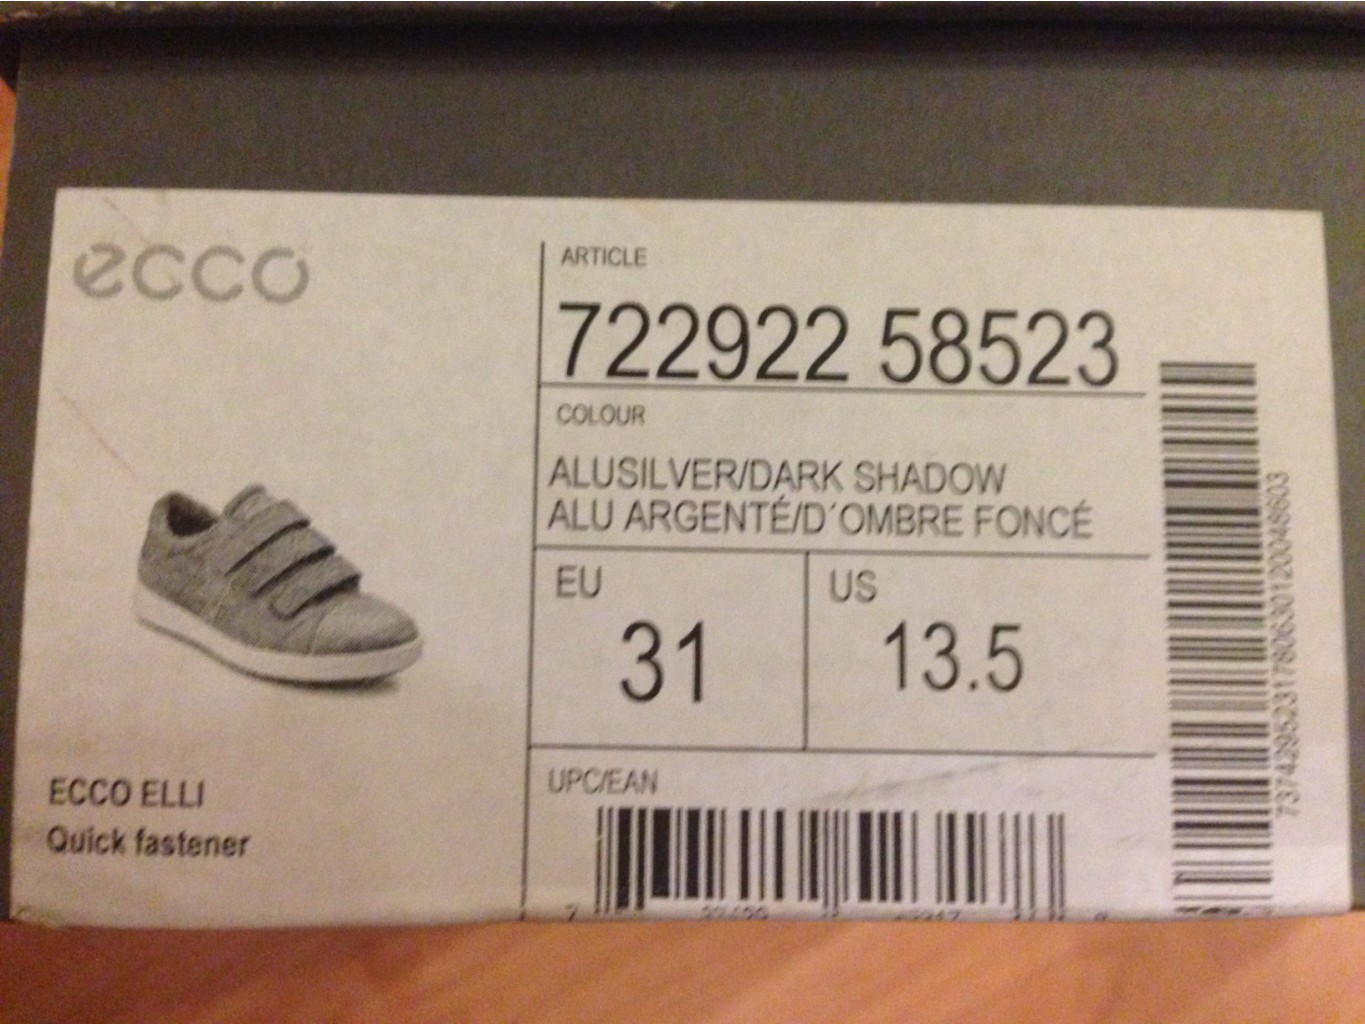 ecco
ARTICLE
722922 58523
COLOUR
ALUSILVER/DARK SHADOW
ALU ARGENTÉ/D´OMBRE FONCÉ
EU
31
US
13.5
UPC/EAN
ECCO ELLI
Quick fastener